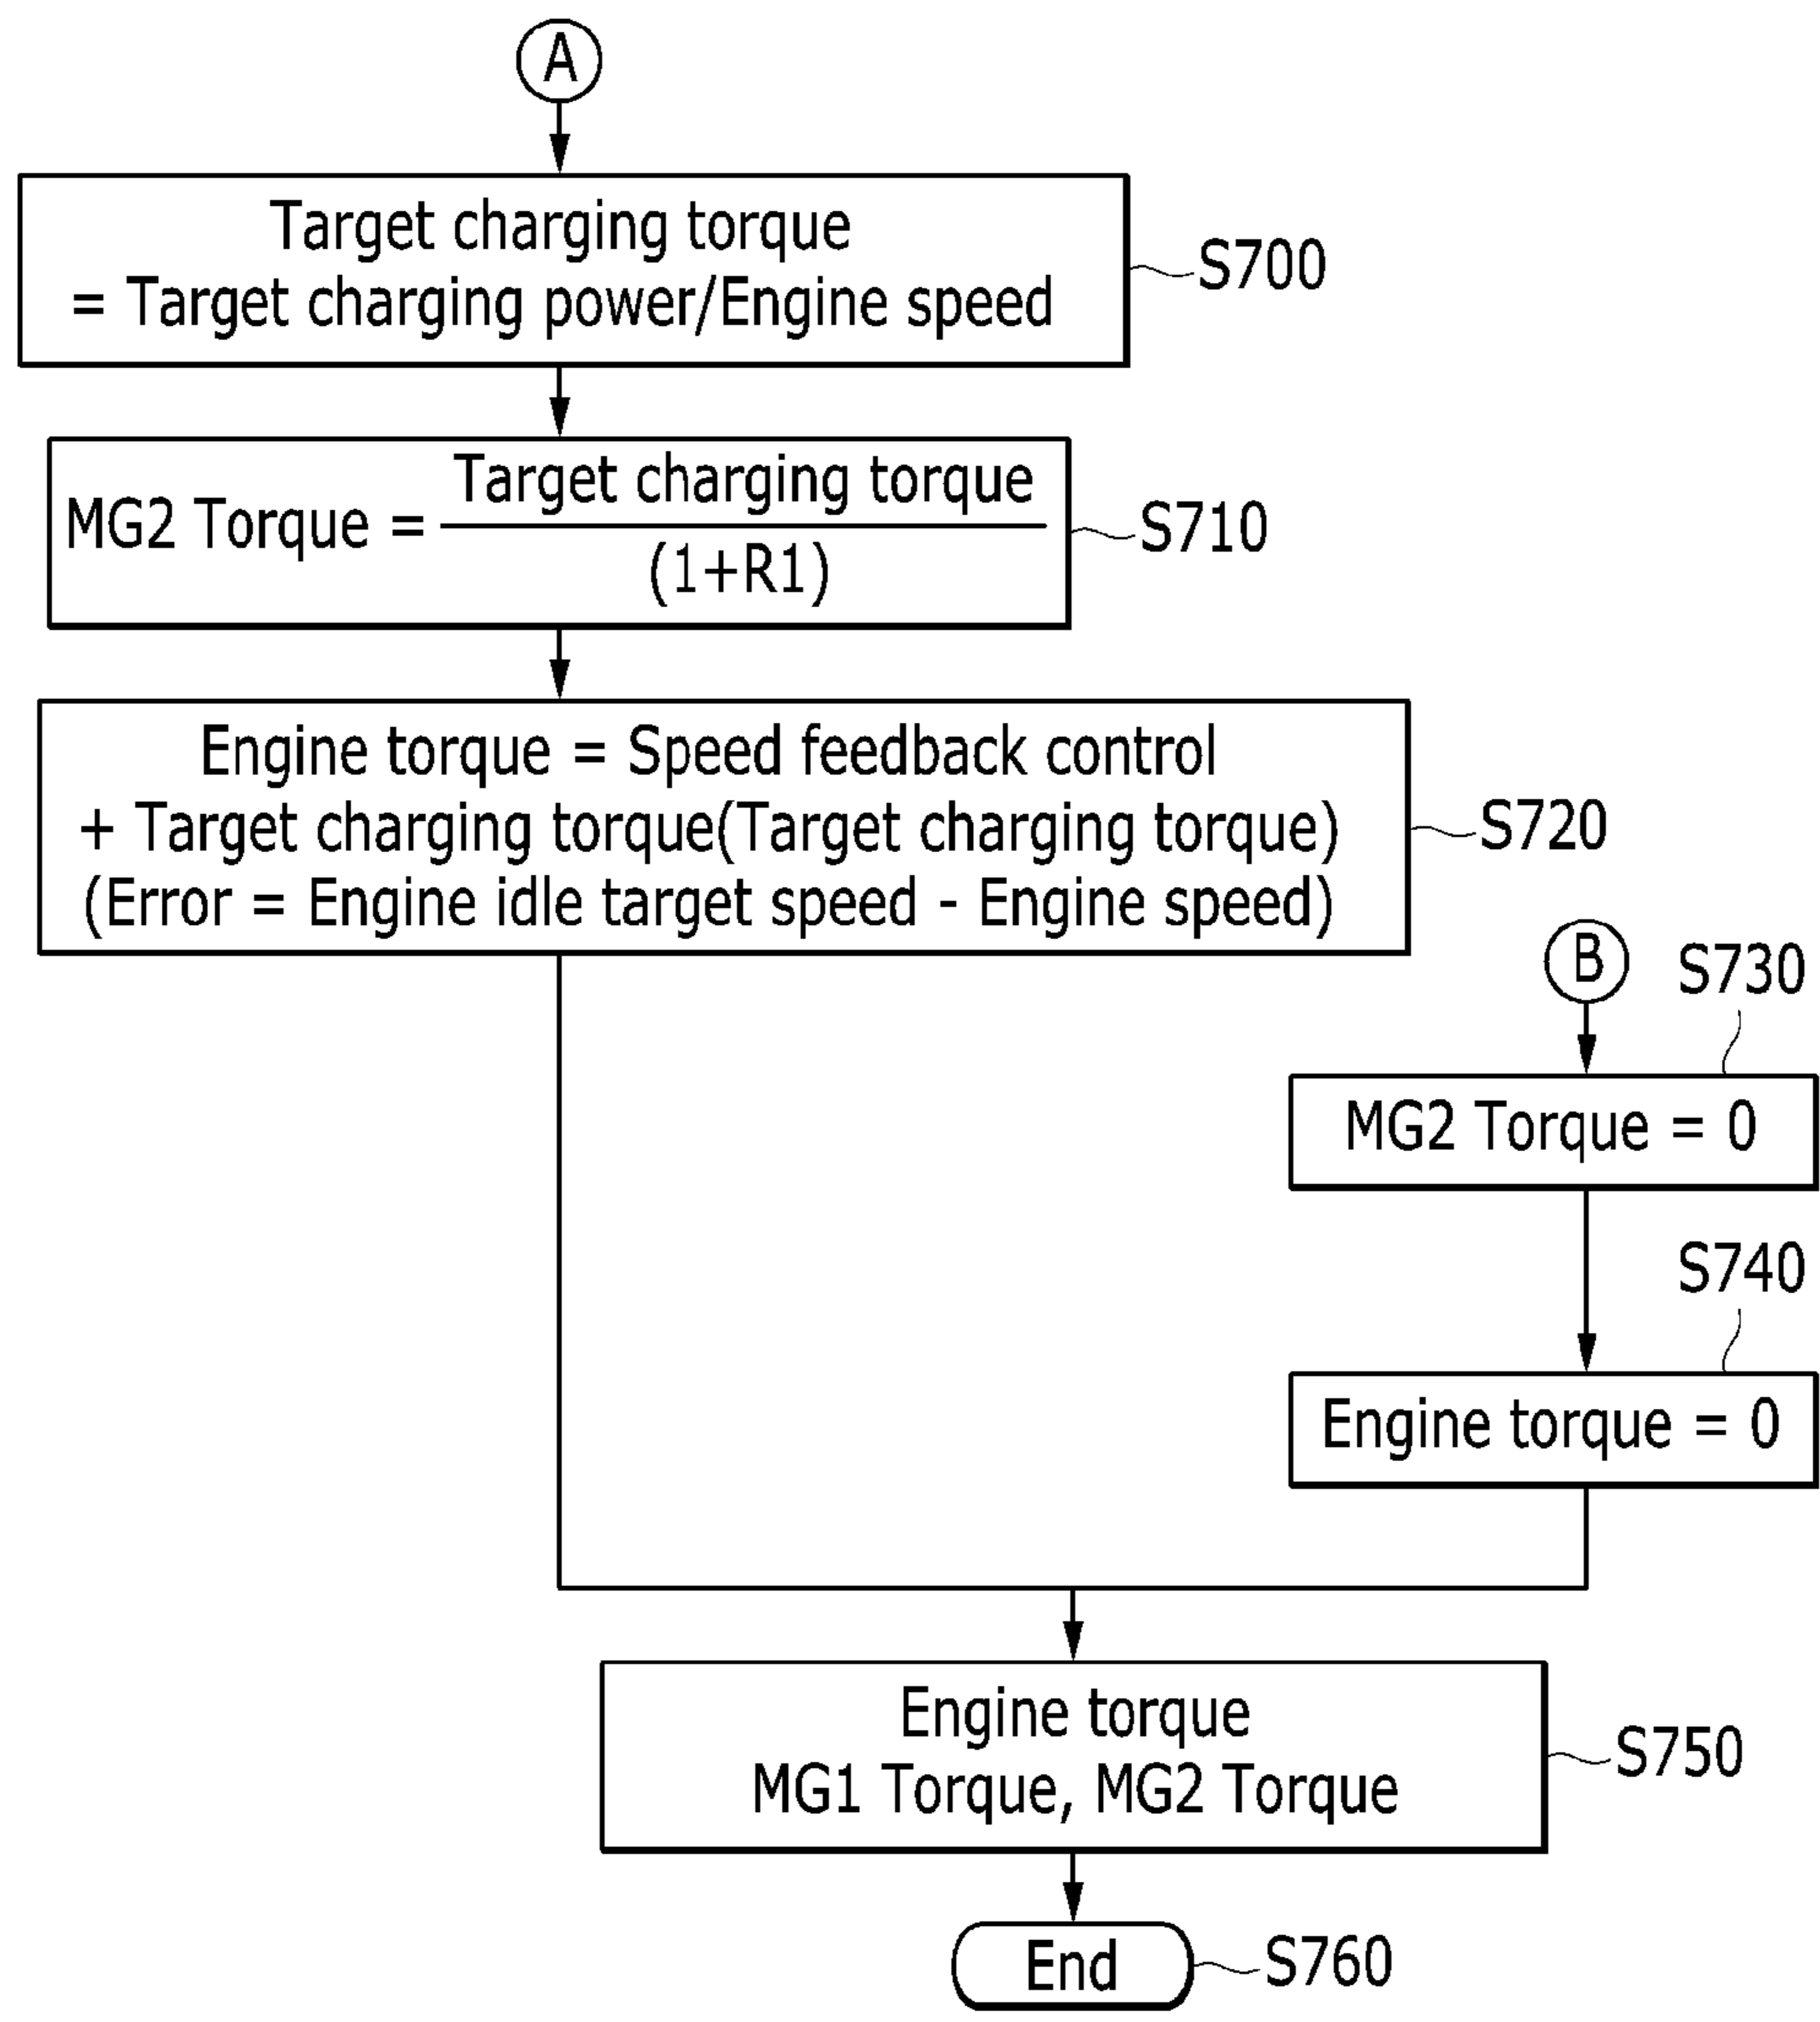 A
Target charging torque
= Target charging power/Engine speed
S700
Target charging torque
MG2 Torque =
(1+R1)
S710
Engine torque = Speed feedback control
+ Target charging torque(Target charging torque)
(Error = Engine idle target speed - Engine speed)
S720
B
S730
MG2 Torque = 0
S740
Engine torque = 0
Engine torque
MG1 Torque, MG2 Torque
S750
End
S760